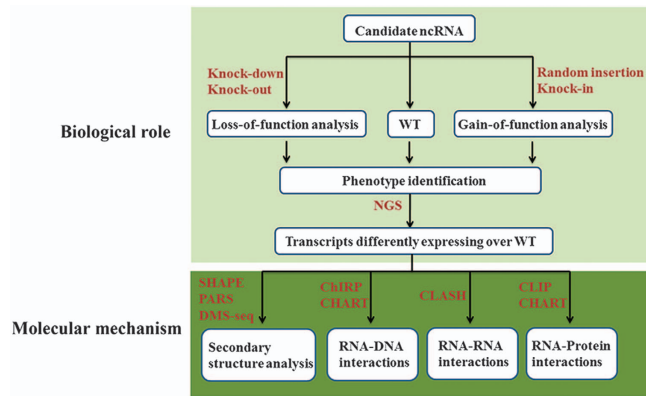 Candidate ncRNA
Knock-down
Knock-out
Random insertion
Knock-in
Biological role
Loss-of-function analysis
WT
Gain-of-function analysis
Phenotype identification
NGS
Transcripts differently expressing over WT
SHAPE
PARS
DMS-seq
ChIRP
CHART
CLASH
CLIP
CHART
Molecular mechanism
Secondary
structure analysis
RNA-DNA
interactions
RNA-RNA
interactions
RNA-Protein
interactions